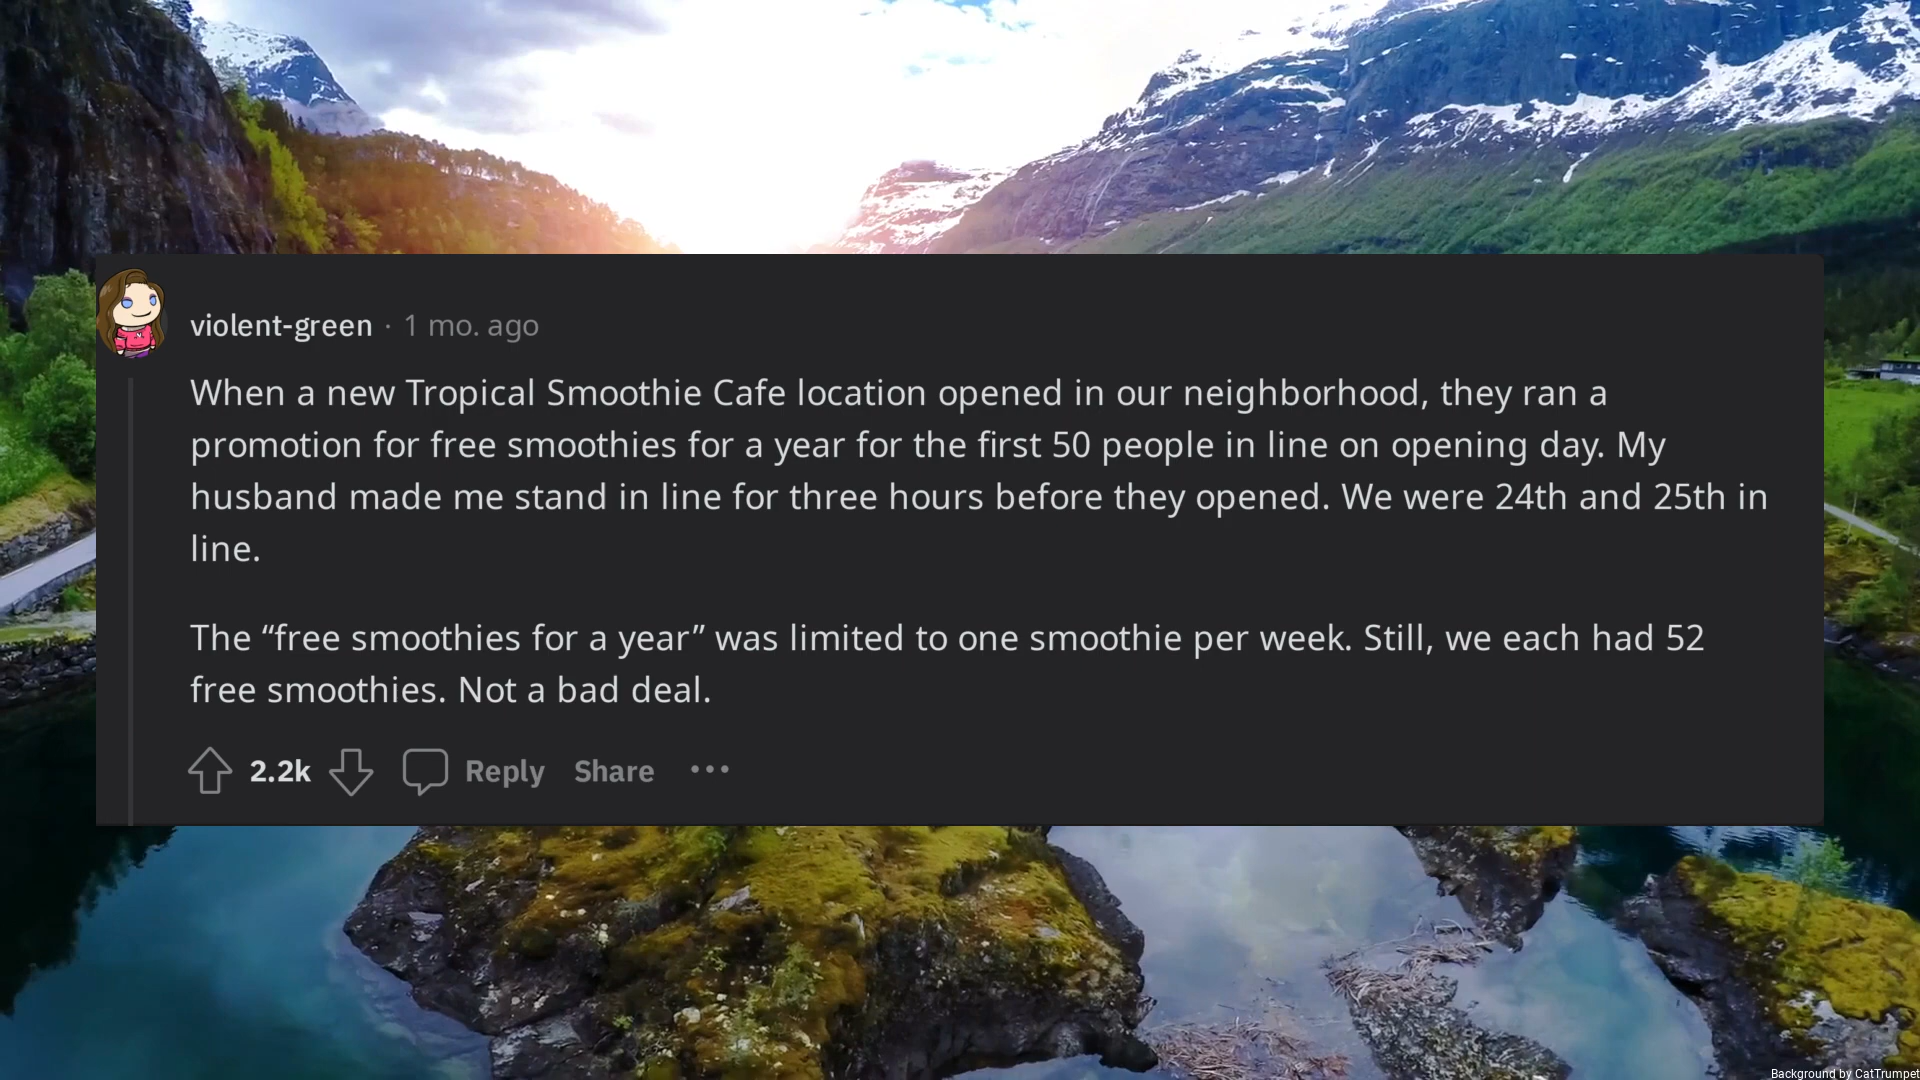 violent-green · 1 mo. ago
When a new Tropical Smoothie Cafe location opened in our neighborhood, they ran a
promotion for free smoothies for a year for the first 50 people in line on opening day. My
husband made me stand in line for three hours before they opened. We were 24th and 25th in
line.
The “free smoothies for a year” was limited to one smoothie per week. Still, we each had 52
free smoothies. Not a bad deal.
2.2k Reply Share ···
Background by CatTrumpet